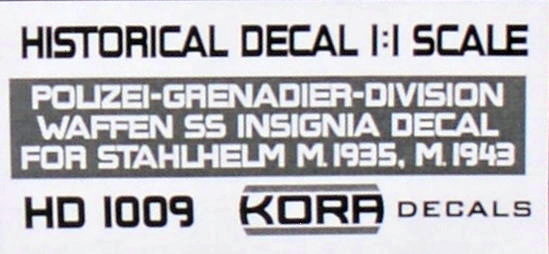 HISTORICAL DECAL 1:1 SCALE
POLIZEI-GRENADIER-DIVISION
WAFFEN SS INSIGNIA DECAL
FOR STAHLHELM M.1935, M.1943
HD 1009 KORA DECALS